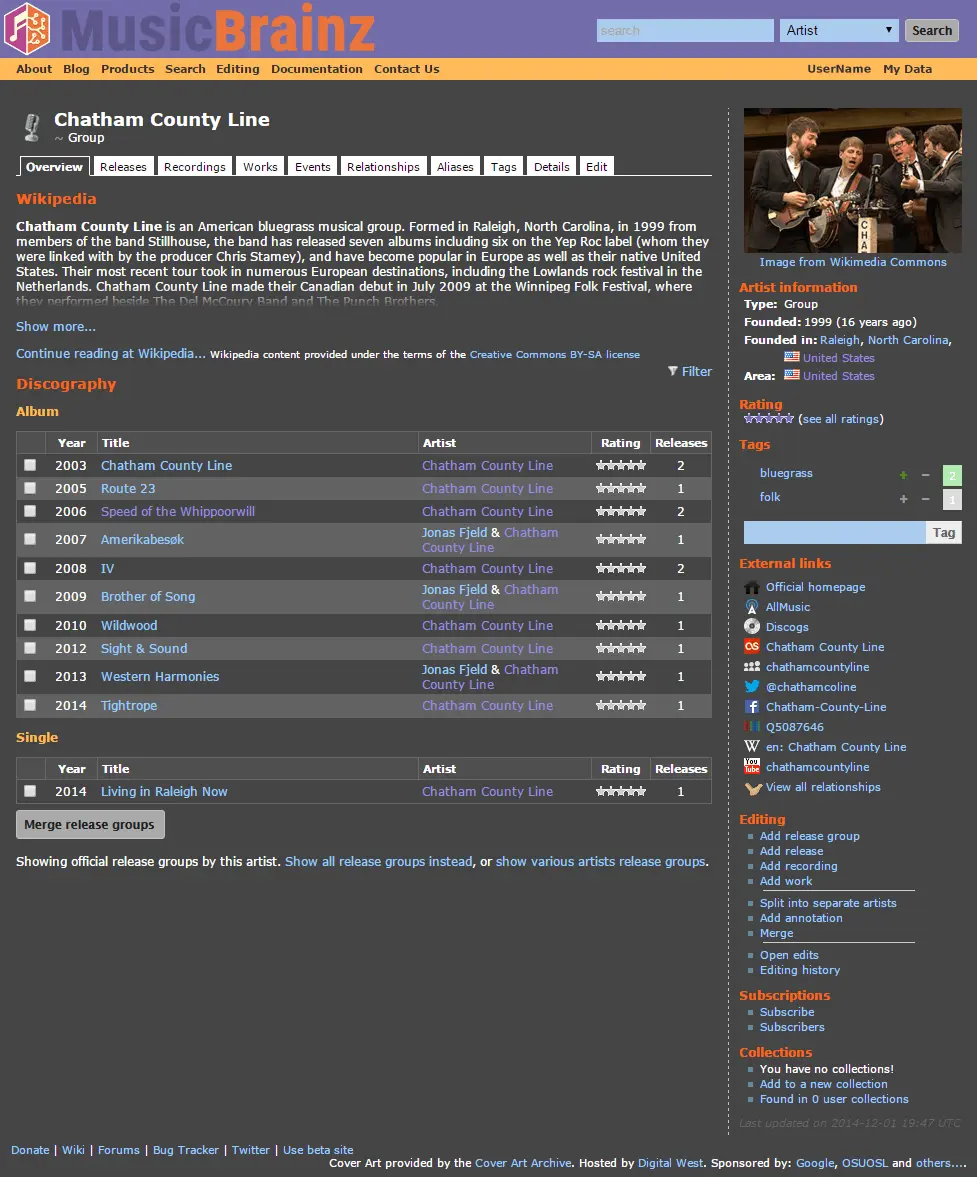 MusicBrainz
search
Artist
Search
About Blog Products Search Editing Documentation Contact Us
UserName My Data
Chatham County Line
~ Group
Overview Releases Recordings Works Events Relationships Aliases Tags Details Edit
Wikipedia
Chatham County Line is an American bluegrass musical group. Formed in Raleigh, North Carolina, in 1999 from
members of the band Stillhouse, the band has released seven albums including six on the Yep Roc label (whom they
were linked with by the producer Chris Stamey), and have become popular in Europe as well as their native United
States. Their most recent tour took in numerous European destinations, including the Lowlands rock festival in the
Netherlands. Chatham County Line made their Canadian debut in July 2009 at the Winnipeg Folk Festival, where
they performed beside The Del McCoury Band and The Punch Brothers.
Show more...
Continue reading at Wikipedia... Wikipedia content provided under the terms of the Creative Commons BY-SA license
Filter
Discography
Album
Year Title Artist Rating Releases
2003 Chatham County Line Chatham County Line 2
2005 Route 23 Chatham County Line 1
2006 Speed of the Whippoorwill Chatham County Line 2
2007 Amerikabesøk Jonas Fjeld & Chatham
County Line 1
2008 IV Chatham County Line 2
2009 Brother of Song Jonas Fjeld & Chatham
County Line 1
2010 Wildwood Chatham County Line 1
2012 Sight & Sound Chatham County Line 1
2013 Western Harmonies Jonas Fjeld & Chatham
County Line 1
2014 Tightrope Chatham County Line 1
Single
Year Title Artist Rating Releases
2014 Living in Raleigh Now Chatham County Line 1
Merge release groups
Showing official release groups by this artist. Show all release groups instead, or show various artists release groups.
CHA
Image from Wikimedia Commons
Artist information
Type: Group
Founded: 1999 (16 years ago)
Founded in: Raleigh, North Carolina,
United States
Area: United States
Rating
(see all ratings)
Tags
bluegrass + − 2
folk + − 1
Tag
External links
Official homepage
AllMusic
Discogs
Chatham County Line
chathamcountyline
@chathamcoline
Chatham-County-Line
Q5087646
en: Chatham County Line
You Tube chathamcountyline
View all relationships
Editing
Add release group
Add release
Add recording
Add work
Split into separate artists
Add annotation
Merge
Open edits
Editing history
Subscriptions
Subscribe
Subscribers
Collections
You have no collections!
Add to a new collection
Found in 0 user collections
Last updated on 2014-12-01 19:47 UTC
Donate | Wiki | Forums | Bug Tracker | Twitter | Use beta site
Cover Art provided by the Cover Art Archive. Hosted by Digital West. Sponsored by: Google, OSUOSL and others....